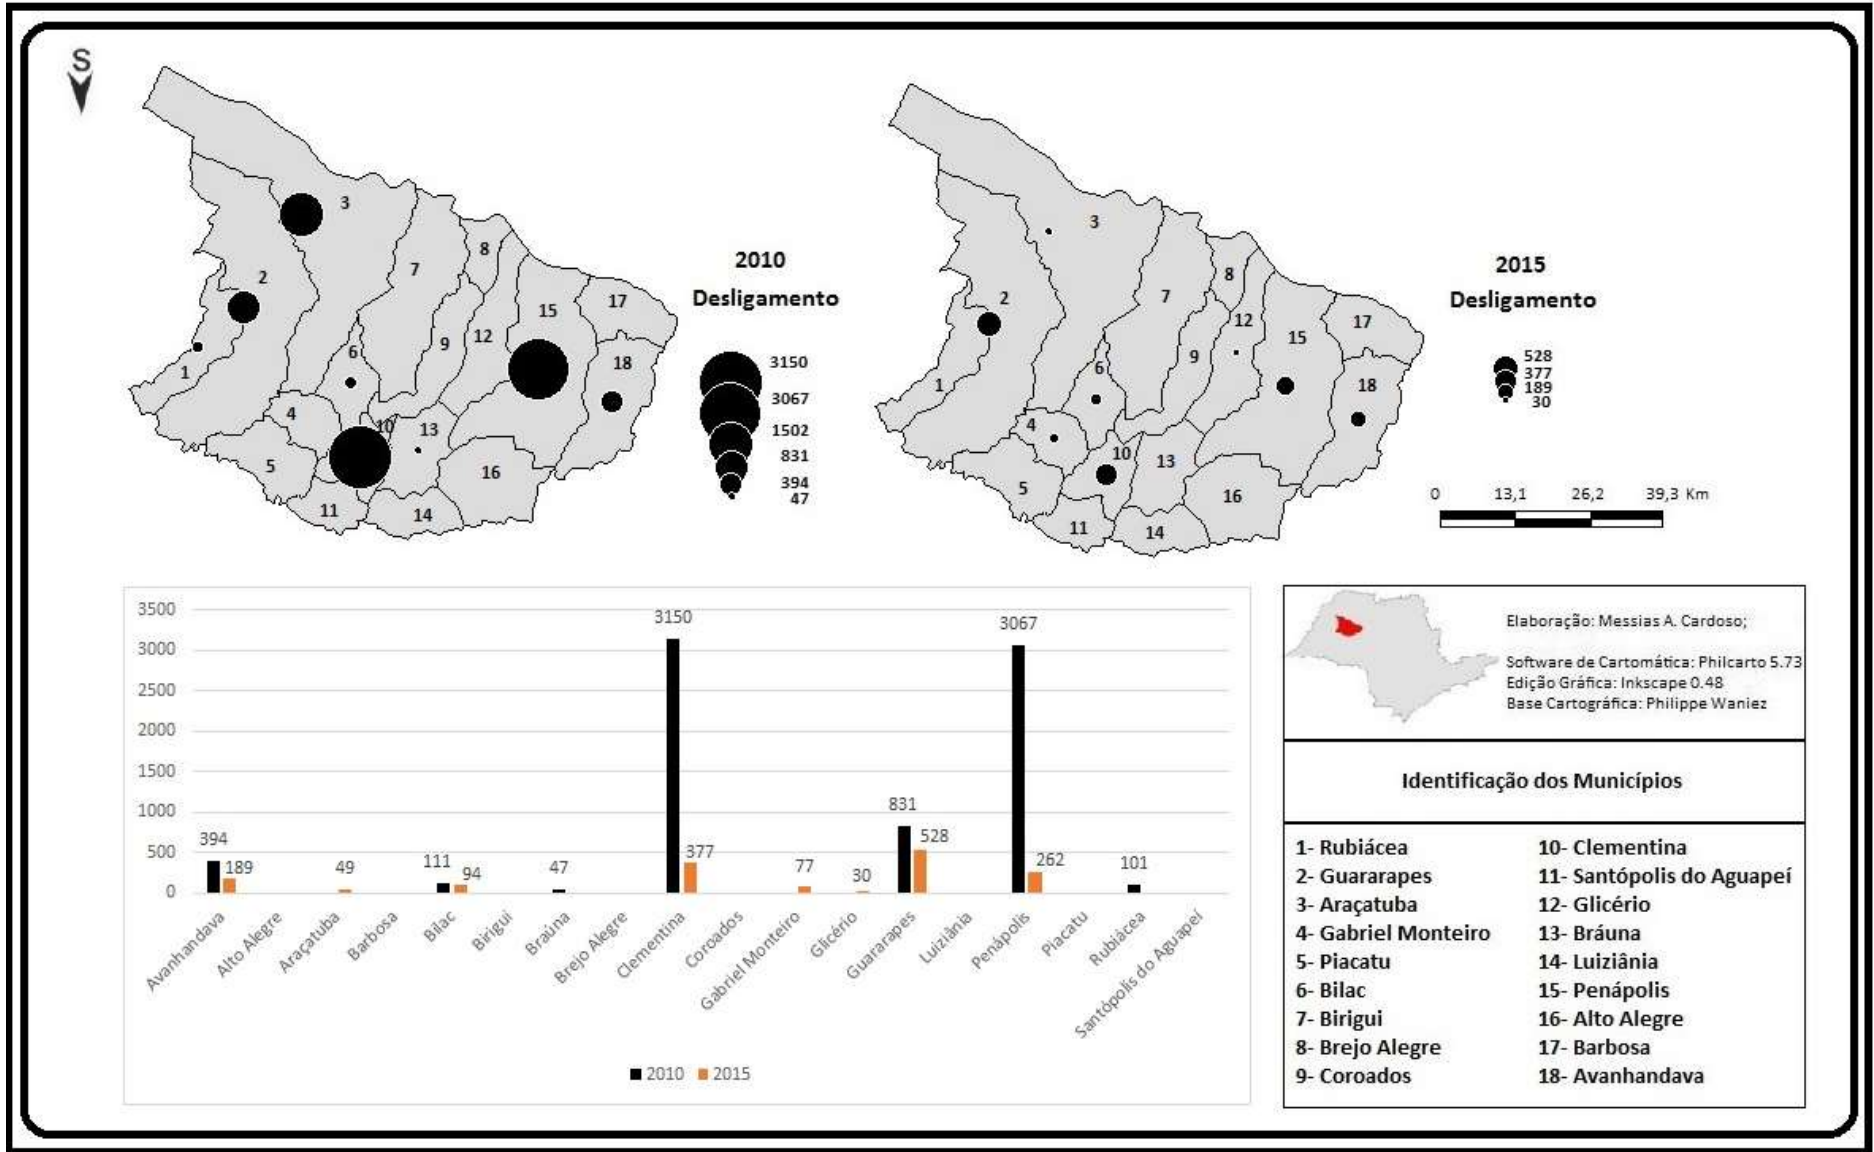 S
3
2
8
7
17
15
12
9
6
18
1
4
10
13
5
16
11
14
2010
Desligamento
3150
3067
1502
831
394
47
3
2
8
7
12
17
15
9
6
18
1
4
10
13
5
16
11
14
2015
Desligamento
528
377
189
30
0 13,1 26,2 39,3 Km
3500
3000
2500
2000
1500
1000
500
0
394
189
49
111
94
47
3150
377
77
30
831
528
3067
262
101
Avanhandava
Alto Alegre
Araçatuba
Barbosa
Bilac
Birigui
Braúna
Brejo Alegre
Clementina
Coroados
Gabriel Monteiro
Glicério
Guararapes
Luiziânia
Penápolis
Piacatu
Rubiácea
Santópolis do Aguapeí
2010 2015
Elaboração: Messias A. Cardoso;
Software de Cartomática: Philcarto 5.73
Edição Gráfica: Inkscape 0.48
Base Cartográfica: Philippe Waniez
Identificação dos Municípios
1- Rubiácea
2- Guararapes
3- Araçatuba
4- Gabriel Monteiro
5- Piacatu
6- Bilac
7- Birigui
8- Brejo Alegre
9- Coroados
10- Clementina
11- Santópolis do Aguapeí
12- Glicério
13- Bráuna
14- Luiziânia
15- Penápolis
16- Alto Alegre
17- Barbosa
18- Avanhandava